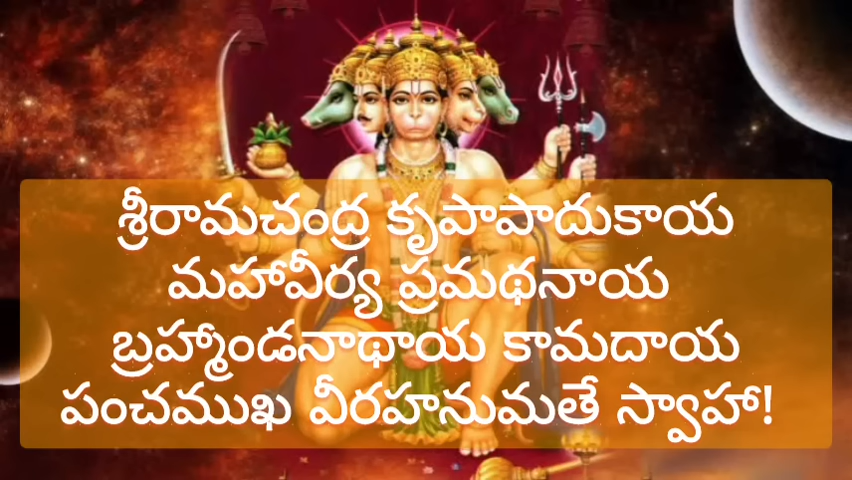 శ్రీరామచంద్ర కృపాపాదుకాయ
మహావీర్య ప్రమథనాయ
బ్రహ్మాండనాథాయ కామదాయ
పంచముఖ వీరహనుమతే స్వాహా!